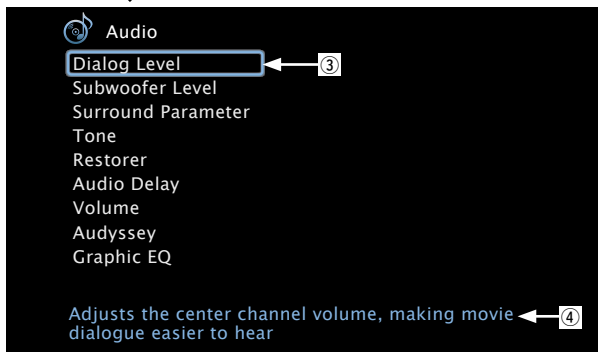 Audio
Dialog Level ③
Subwoofer Level
Surround Parameter
Tone
Restorer
Audio Delay
Volume
Audyssey
Graphic EQ
Adjusts the center channel volume, making movie ④
dialogue easier to hear